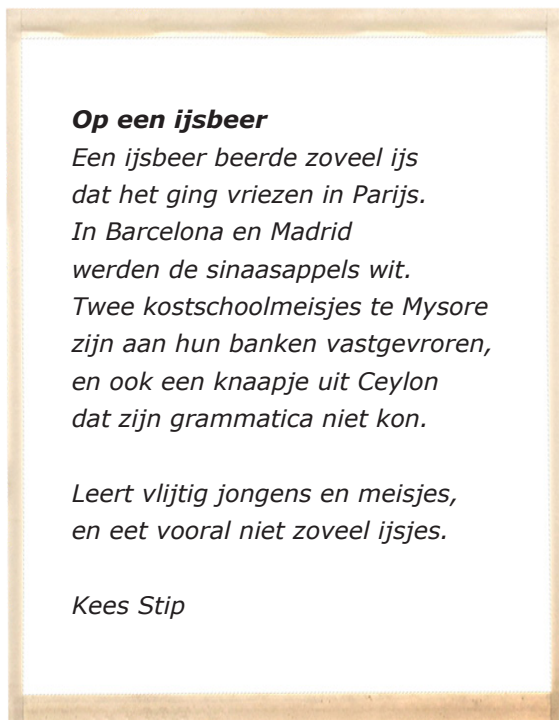 Op een ijsbeer
Een ijsbeer beerde zoveel ijs
dat het ging vriezen in Parijs.
In Barcelona en Madrid
werden de sinaasappels wit.
Twee kostschoolmeisjes te Mysore
zijn aan hun banken vastgevroren,
en ook een knaapje uit Ceylon
dat zijn grammatica niet kon.
Leert vlijtig jongens en meisjes,
en eet vooral niet zoveel ijsjes.
Kees Stip